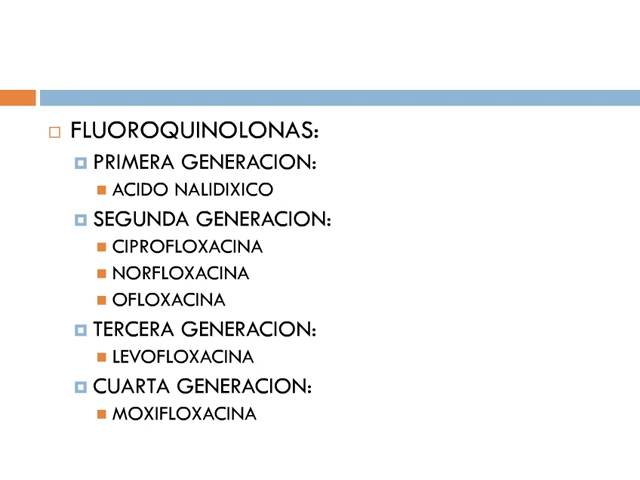 FLUOROQUINOLONAS:
PRIMERA GENERACION:
ACIDO NALIDIXICO
SEGUNDA GENERACION:
CIPROFLOXACINA
NORFLOXACINA
OFLOXACINA
TERCERA GENERACION:
LEVOFLOXACINA
CUARTA GENERACION:
MOXIFLOXACINA